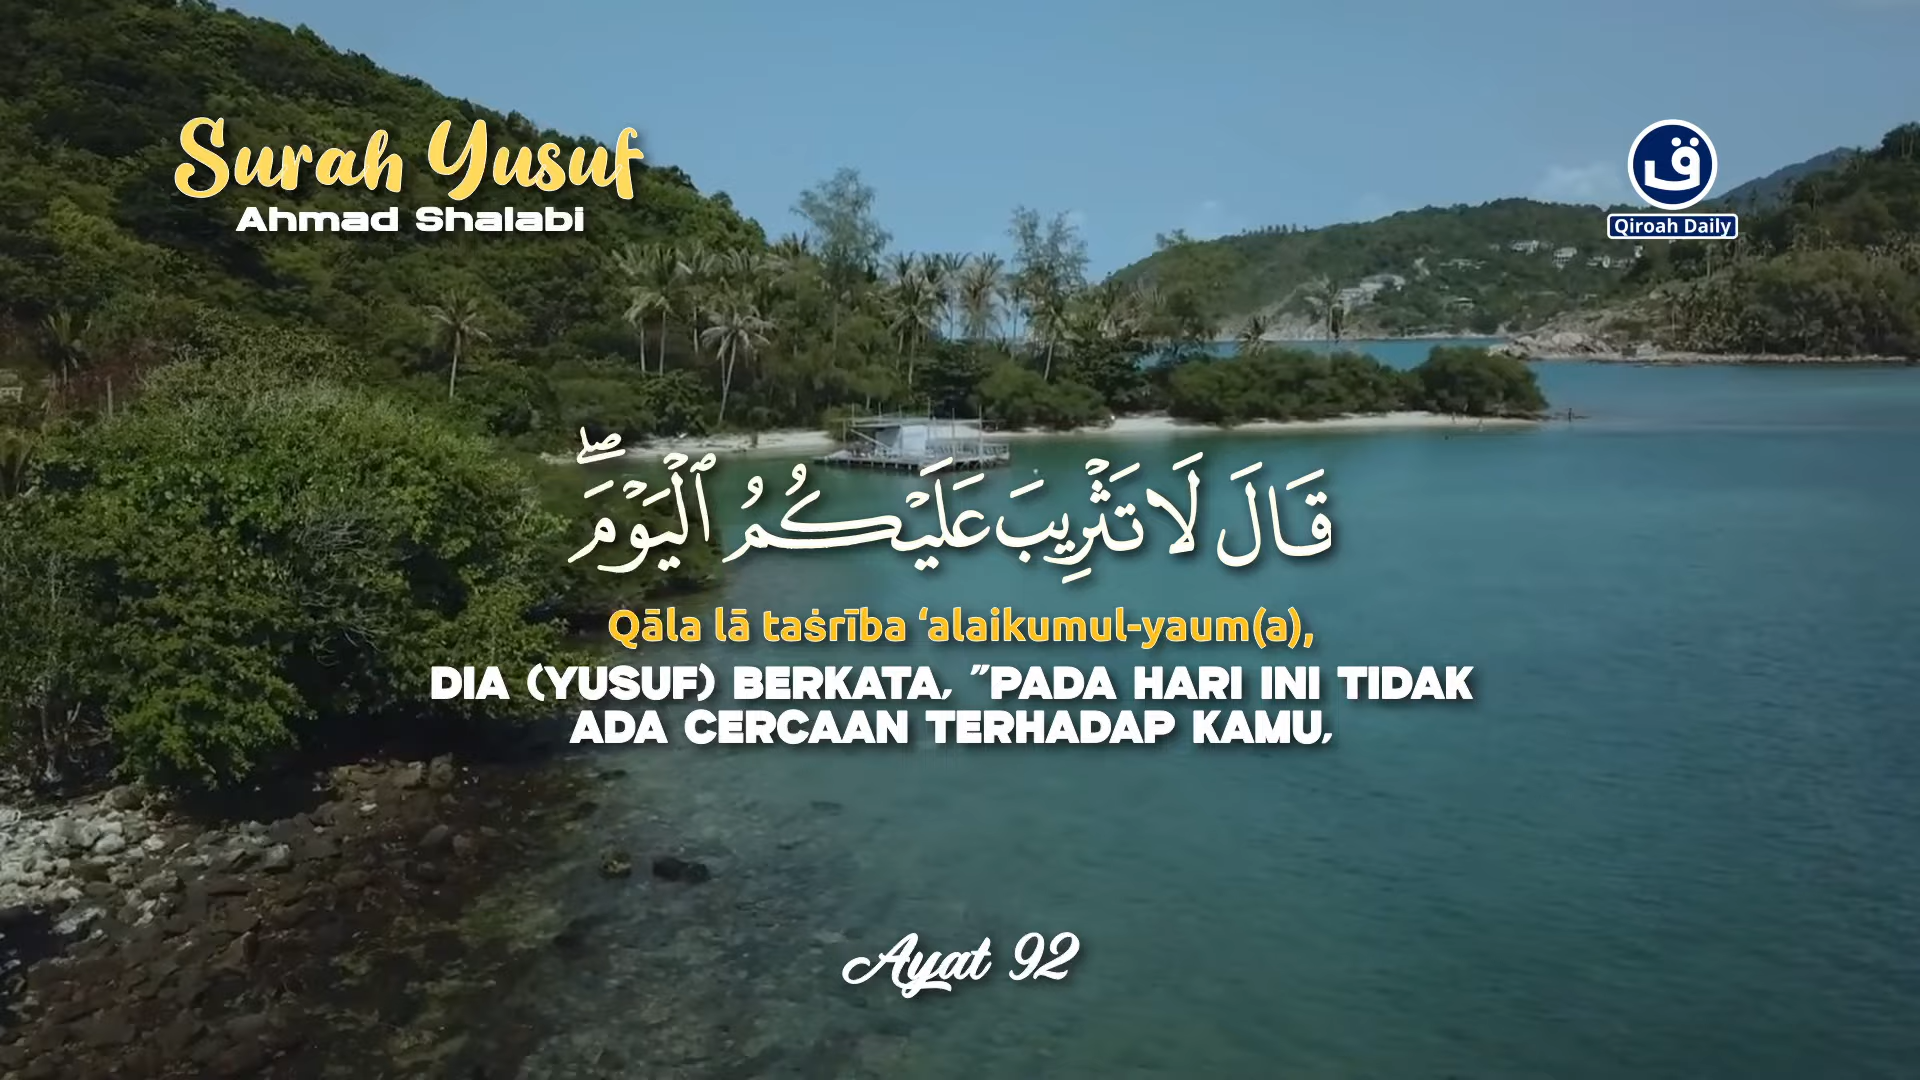 Surah Yusuf
Ahmad Shalabi
ق
Qiroah Daily
قَالَ لَا تَثْرِيبَ عَلَيْكُمُ ٱلْيَوْمَ ۖ
Qāla lā taṡrība ‘alaikumul-yaum(a),
DIA (YUSUF) BERKATA, "PADA HARI INI TIDAK
ADA CERCAAN TERHADAP KAMU,
Ayat 92